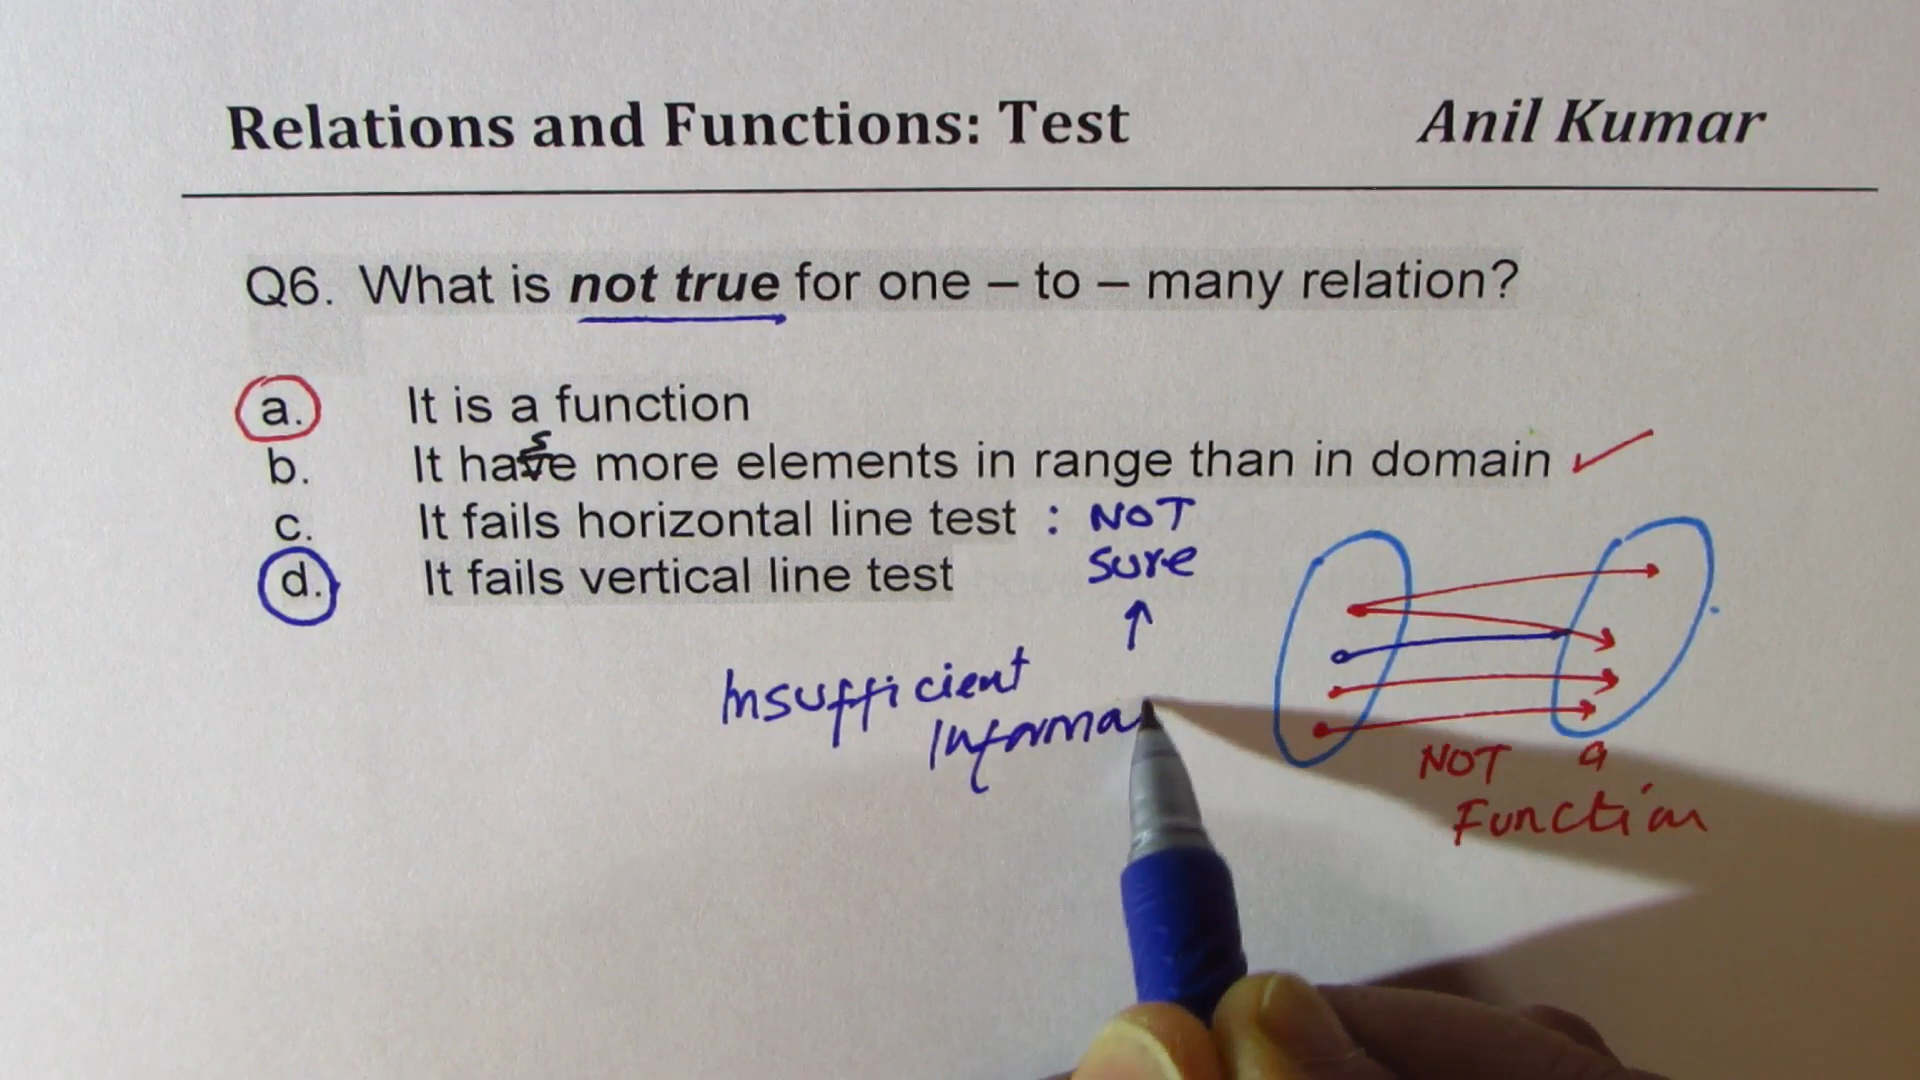 Relations and Functions: Test Anil Kumar
Q6. What is not true for one – to – many relation?
a. It is a function
b. It has more elements in range than in domain
c. It fails horizontal line test : NOT
sure
d. It fails vertical line test
Insufficient
Informa
NOT a
Function